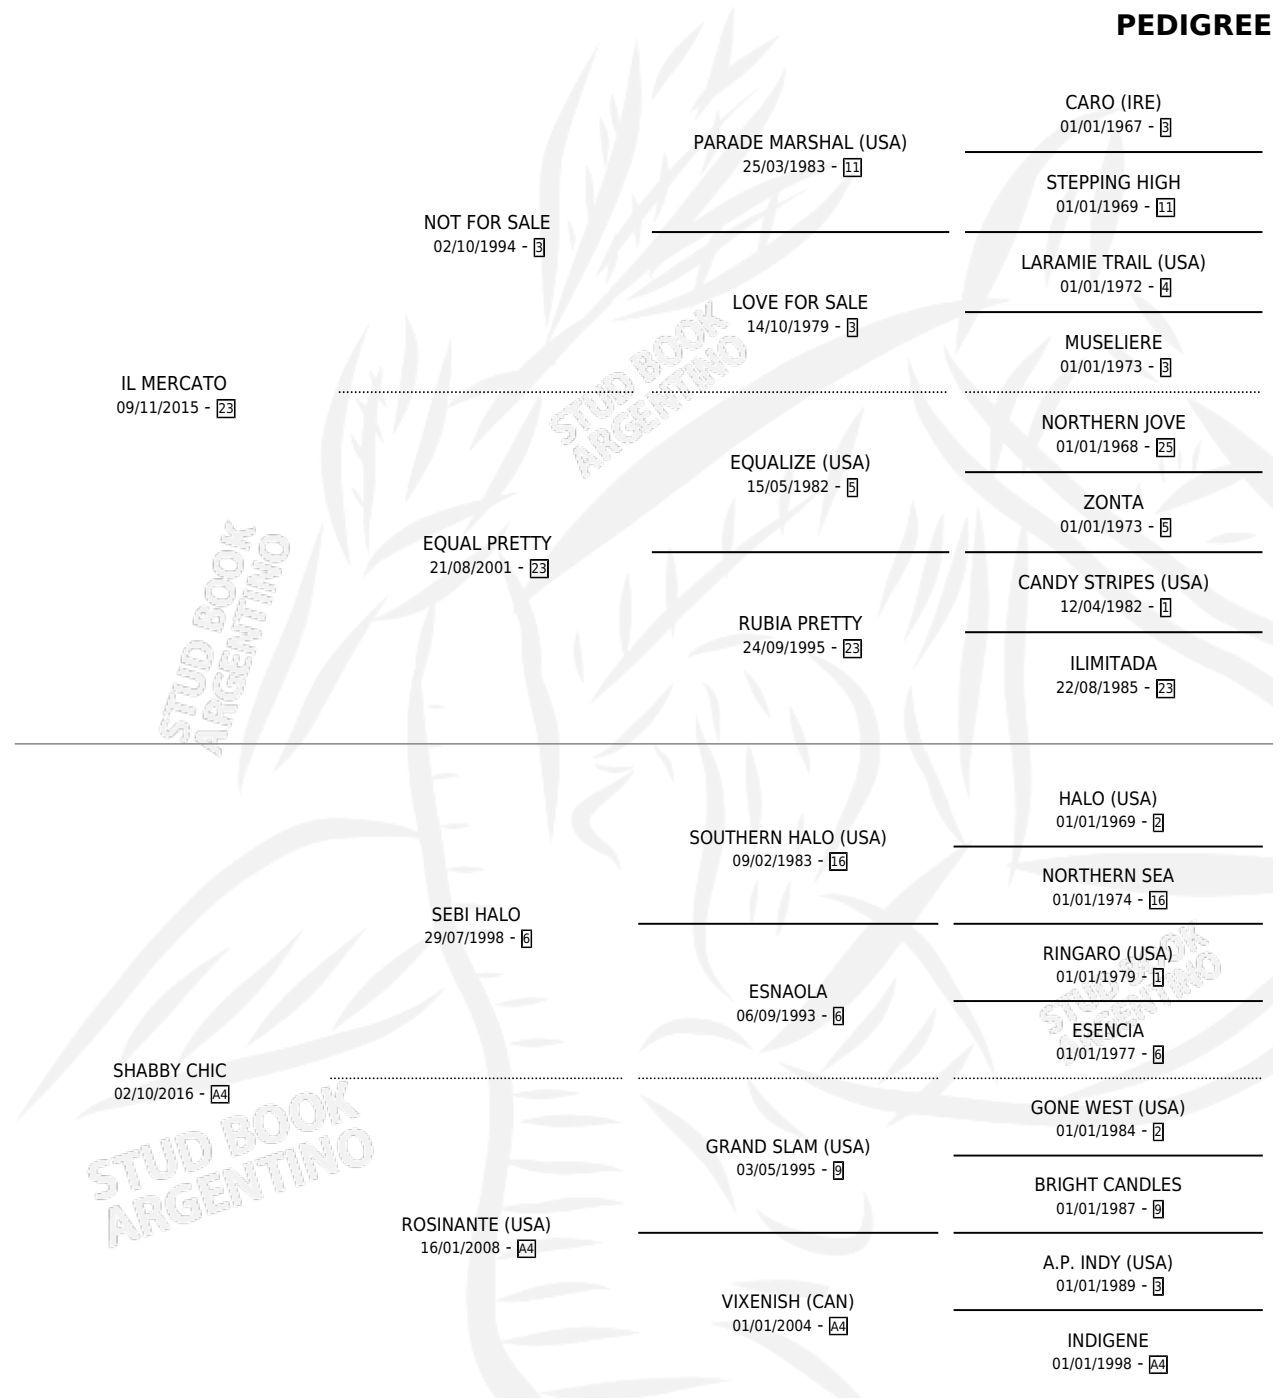 PEDIGREE
CARO (IRE)
01/01/1967 - 3
PARADE MARSHAL (USA)
25/03/1983 - 11
STEPPING HIGH
01/01/1969 - 11
NOT FOR SALE
02/10/1994 - 3
LARAMIE TRAIL (USA)
01/01/1972 - 4
LOVE FOR SALE
14/10/1979 - 3
MUSELIERE
01/01/1973 - 3
IL MERCATO
09/11/2015 - 23
STUD BOOK
ARGENTINO
NORTHERN JOVE
01/01/1968 - 25
EQUALIZE (USA)
15/05/1982 - 5
ZONTA
01/01/1973 - 5
EQUAL PRETTY
21/08/2001 - 23
CANDY STRIPES (USA)
12/04/1982 - 1
RUBIA PRETTY
24/09/1995 - 23
ILIMITADA
22/08/1985 - 23
STUD BOOK
ARGENTINO
HALO (USA)
01/01/1969 - 2
SOUTHERN HALO (USA)
09/02/1983 - 16
NORTHERN SEA
01/01/1974 - 16
SEBI HALO
29/07/1998 - 6
RINGARO (USA)
01/01/1979 - 1
ESNAOLA
06/09/1993 - 6
ESENCIA
01/01/1977 - 6
STUD BOOK
ARGENTINO
SHABBY CHIC
02/10/2016 - A4
GONE WEST (USA)
01/01/1984 - 2
GRAND SLAM (USA)
03/05/1995 - 9
BRIGHT CANDLES
01/01/1987 - 9
ROSINANTE (USA)
16/01/2008 - A4
A.P. INDY (USA)
01/01/1989 - 3
VIXENISH (CAN)
01/01/2004 - A4
INDIGENE
01/01/1998 - A4
STUD BOOK
ARGENTINO